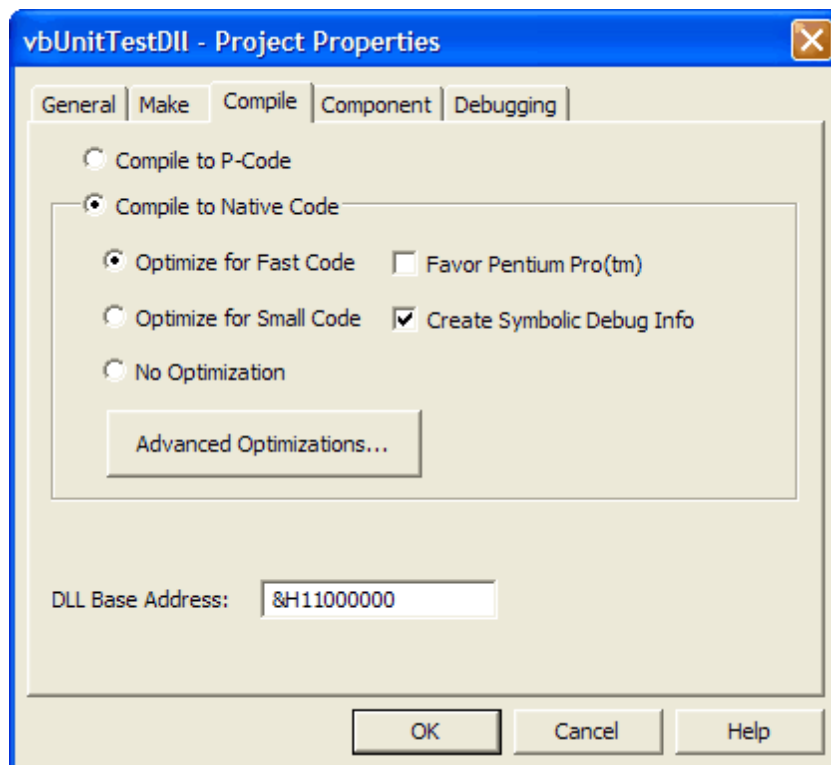 vbUnitTestDll - Project Properties
General Make Compile Component Debugging
Compile to P-Code
Compile to Native Code
Optimize for Fast Code Favor Pentium Pro(tm)
Optimize for Small Code Create Symbolic Debug Info
No Optimization
Advanced Optimizations...
DLL Base Address: &H11000000
OK Cancel Help